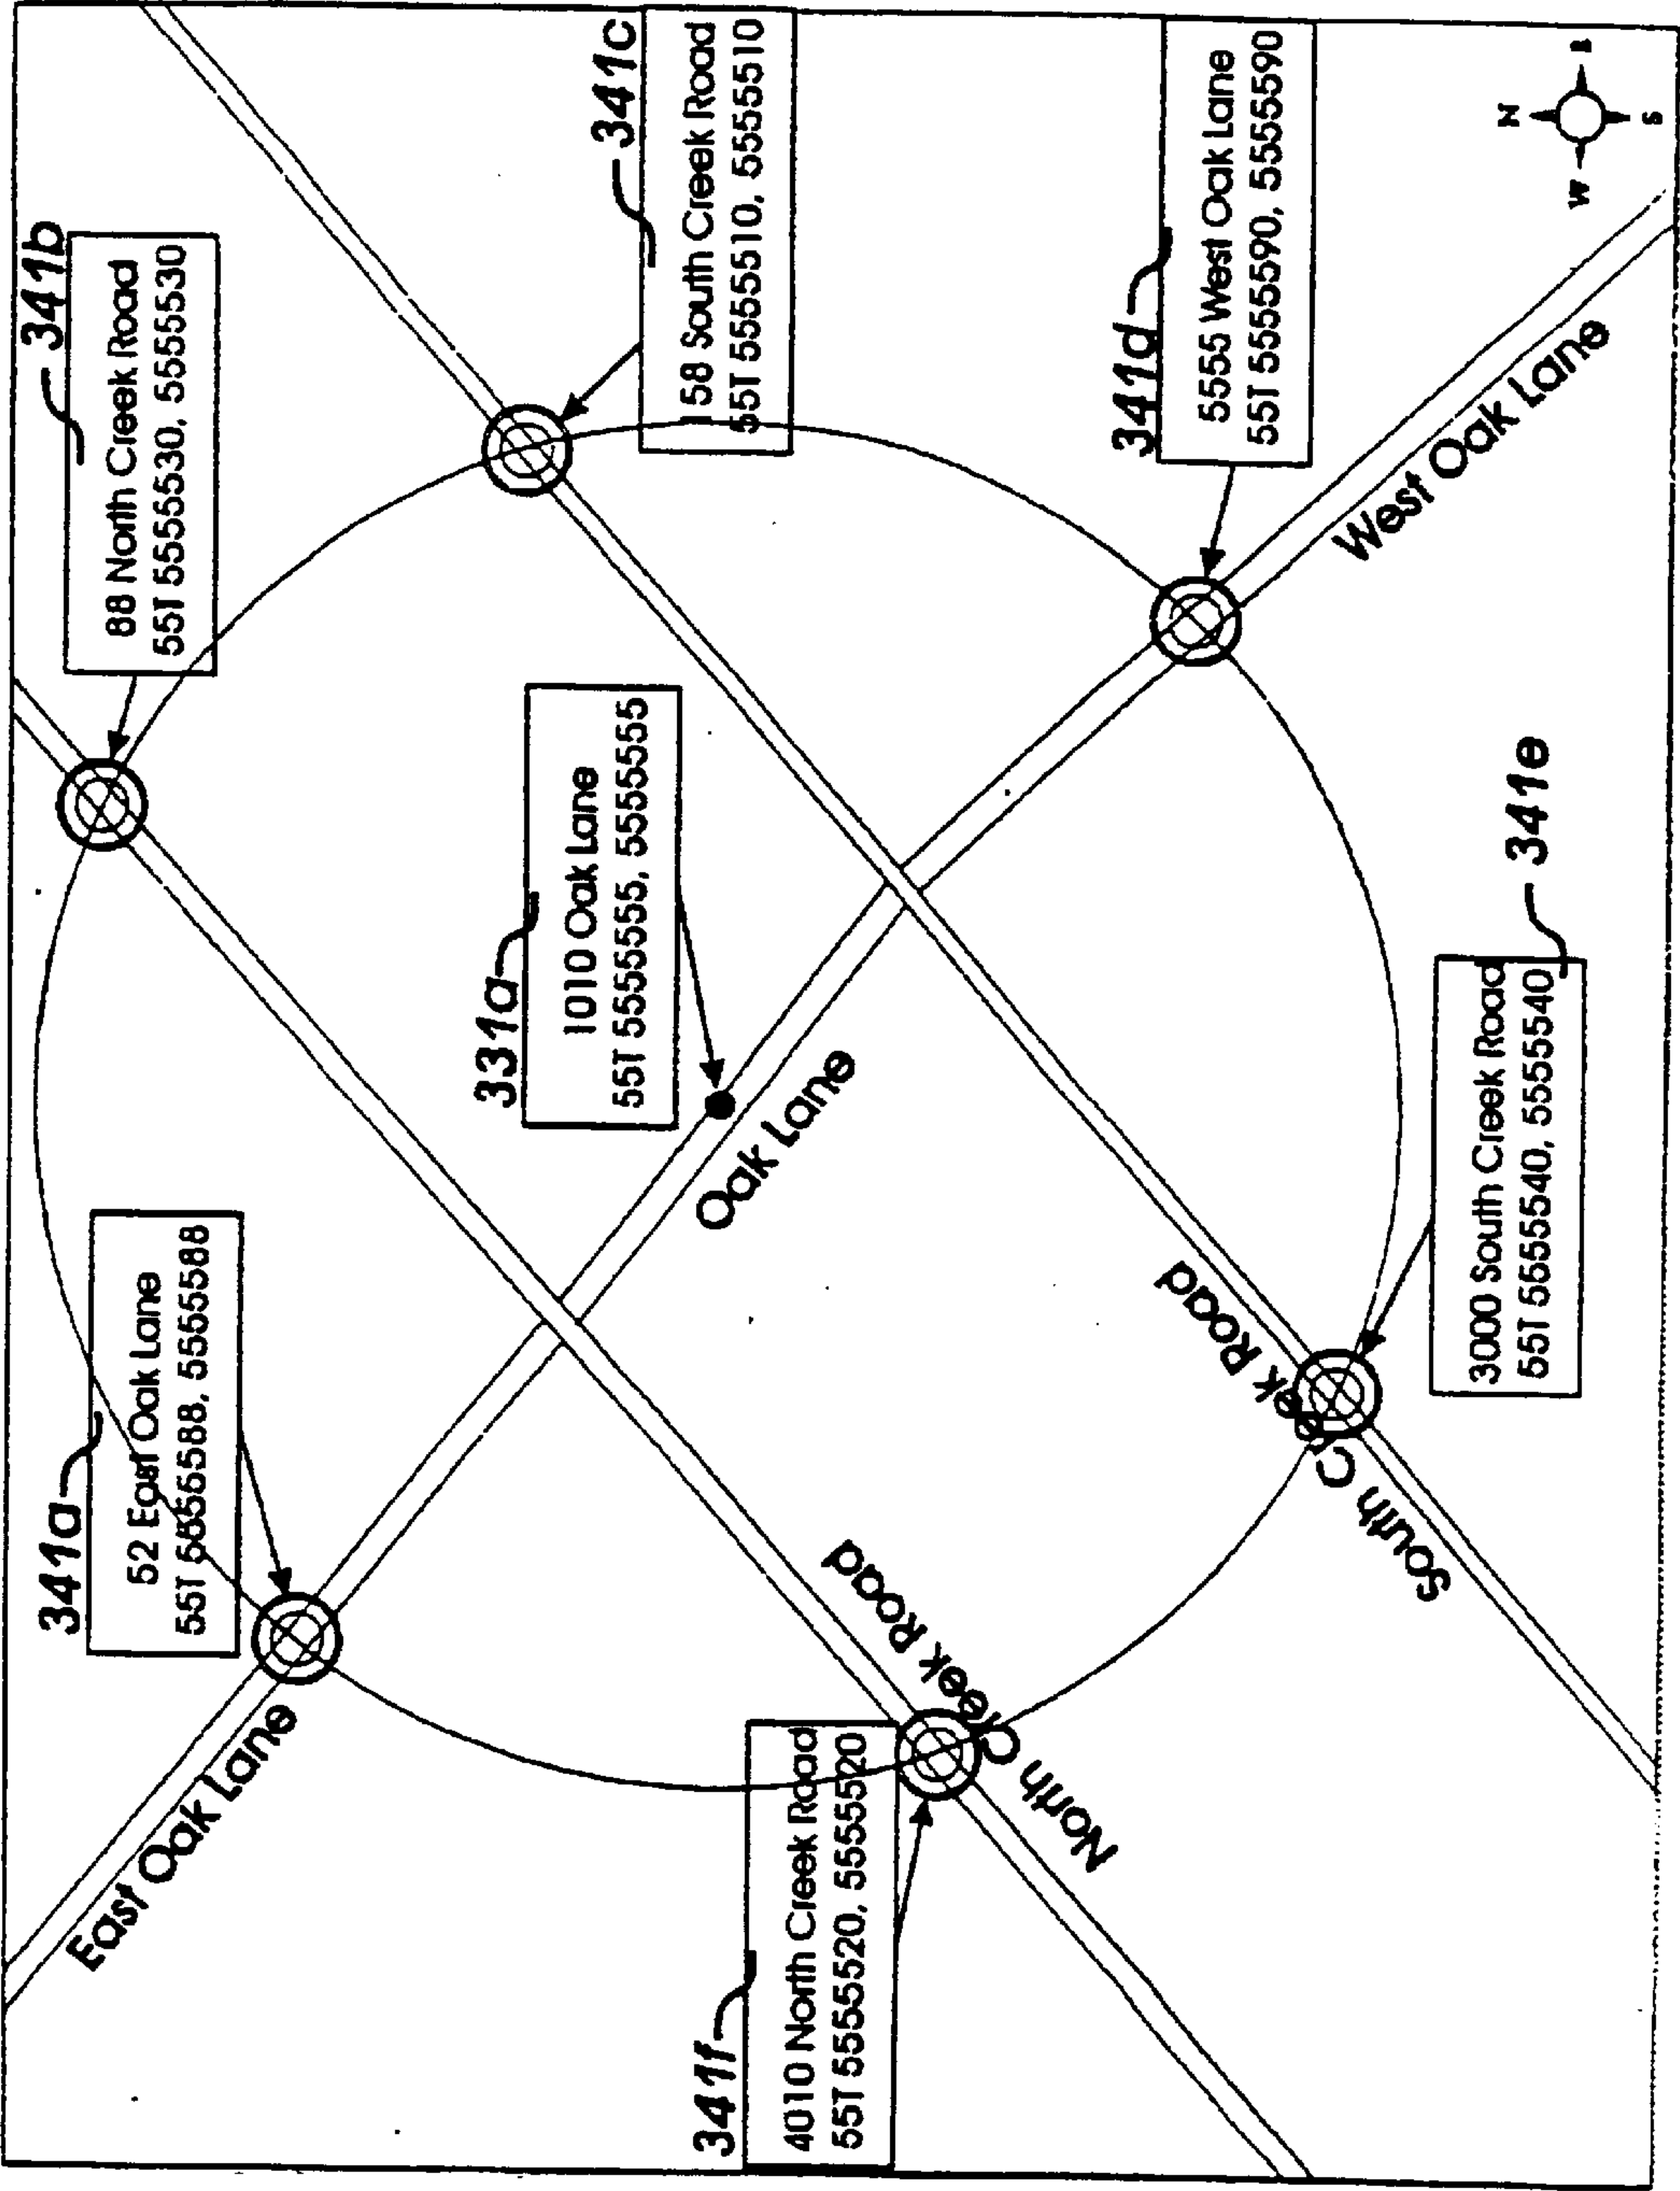 341a
52 East Oak Lane
55T 5555588, 5555588
341b
88 North Creek Road
55T 5555530, 5555530
341c
158 South Creek Road
55T 5555510, 5555510
331a
1010 Oak Lane
55T 5555555, 5555555
341d
5555 West Oak Lane
55T 5555590, 5555590
341e
3000 South Creek Road
55T 5555540, 5555540
341f
4010 North Creek Road
55T 5555520, 5555520
East Oak Lane
Oak Lane
West Oak Lane
North Creek Road
South Creek Road
N
W
S